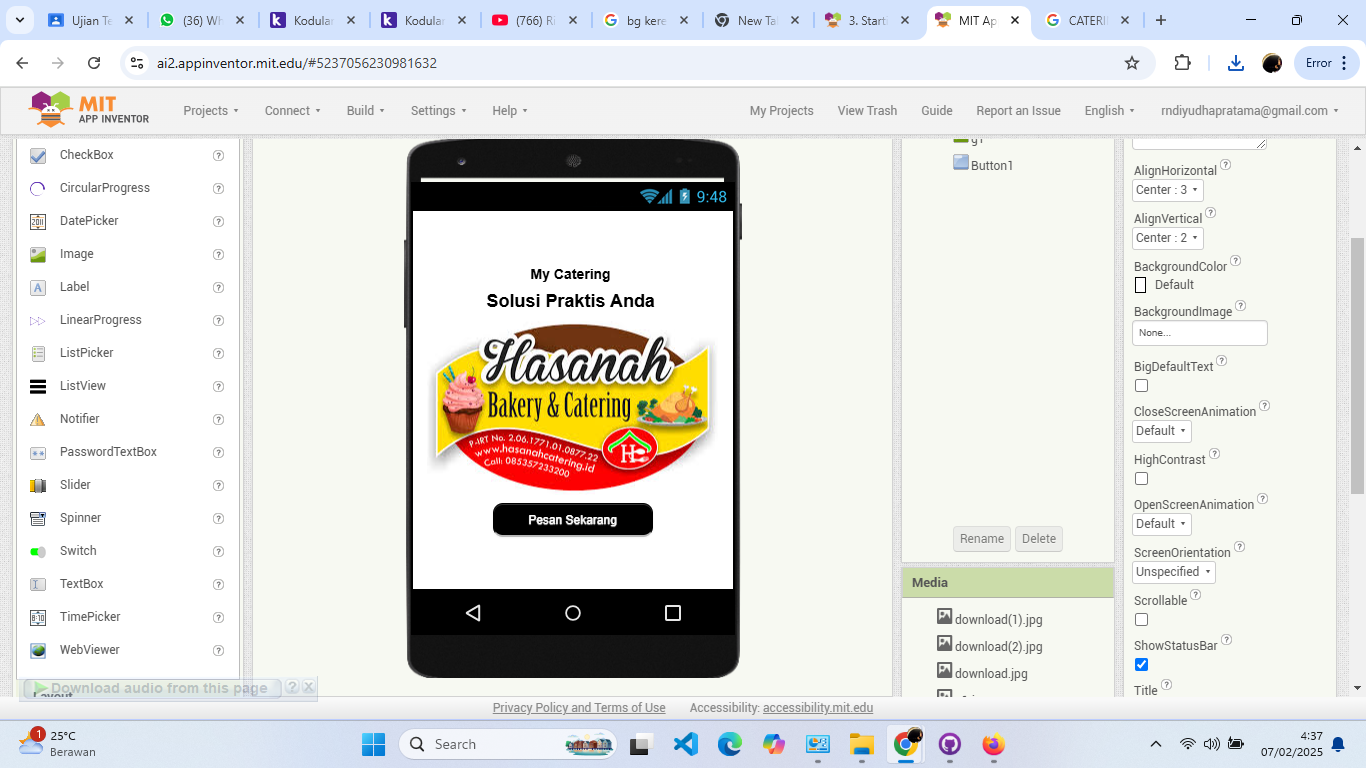 Ujian Te
(36) Wh
Kodular
Kodular
(766) Ri
bg kere
New Tal
3. Starti
MIT Ap
CATERI
ai2.appinventor.mit.edu/#5237056230981632
Error
MIT
APP INVENTOR
Projects
Connect
Build
Settings
Help
My Projects
View Trash
Guide
Report an Issue
English
rndiyudhapratama@gmail.com
CheckBox
CircularProgress
DatePicker
Image
Label
LinearProgress
ListPicker
ListView
Notifier
PasswordTextBox
Slider
Spinner
Switch
TextBox
TimePicker
WebViewer
Layout
Download audio from this page
9:48
My Catering
Solusi Praktis Anda
Hasanah
Bakery & Catering
P-IRT No. 2.06.1771.01.0877.22
www.hasanahcatering.id
Call: 085357233200
H
Pesan Sekarang
g1
Button1
Rename
Delete
Media
download(1).jpg
download(2).jpg
download.jpg
AlignHorizontal
Center : 3
AlignVertical
Center : 2
BackgroundColor
Default
BackgroundImage
None...
BigDefaultText
CloseScreenAnimation
Default
HighContrast
OpenScreenAnimation
Default
ScreenOrientation
Unspecified
Scrollable
ShowStatusBar
Title
Privacy Policy and Terms of Use
Accessibility: accessibility.mit.edu
1
25°C
Berawan
Search
4:37
07/02/2025